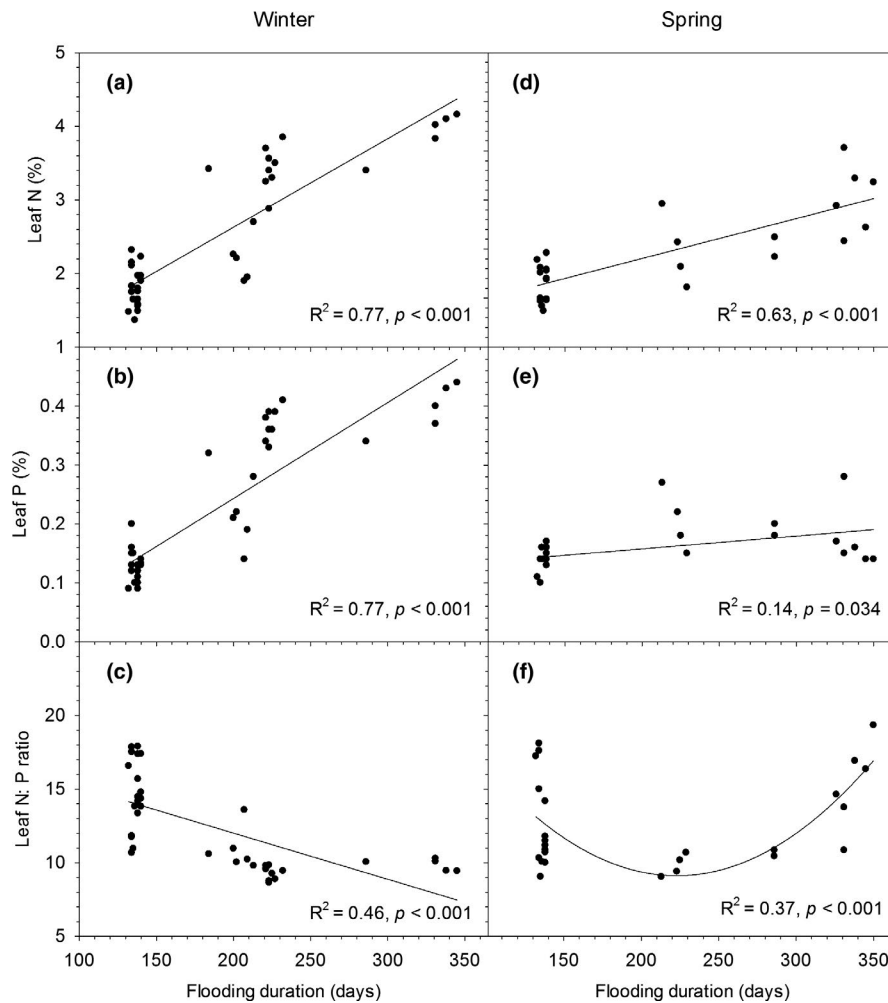 Winter
Spring
(a)
5
4
3
2
1
Leaf N (%)
R² = 0.77, p < 0.001
(d)
R² = 0.63, p < 0.001
(b)
0.4
0.3
0.2
0.1
0.0
Leaf P (%)
R² = 0.77, p < 0.001
(e)
R² = 0.14, p = 0.034
(c)
20
15
10
5
Leaf N: P ratio
R² = 0.46, p < 0.001
(f)
R² = 0.37, p < 0.001
100 150 200 250 300 350
150 200 250 300 350
Flooding duration (days)
Flooding duration (days)